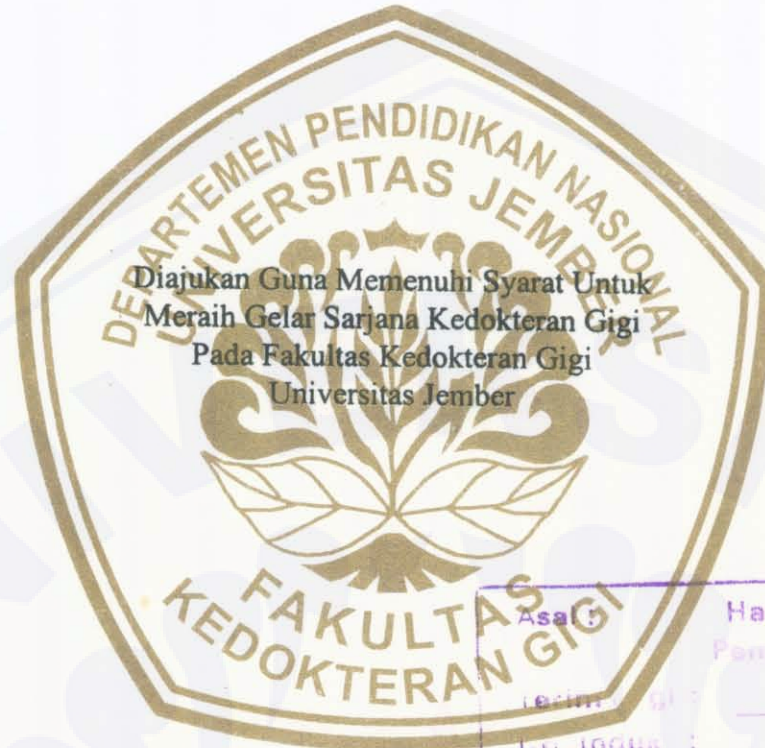 DEPARTEMEN PENDIDIKAN NASIONAL
UNIVERSITAS JEMBER
Diajukan Guna Memenuhi Syarat Untuk
Meraih Gelar Sarjana Kedokteran Gigi
Pada Fakultas Kedokteran Gigi
Universitas Jember
FAKULTAS
KEDOKTERAN GIGI
Asal :